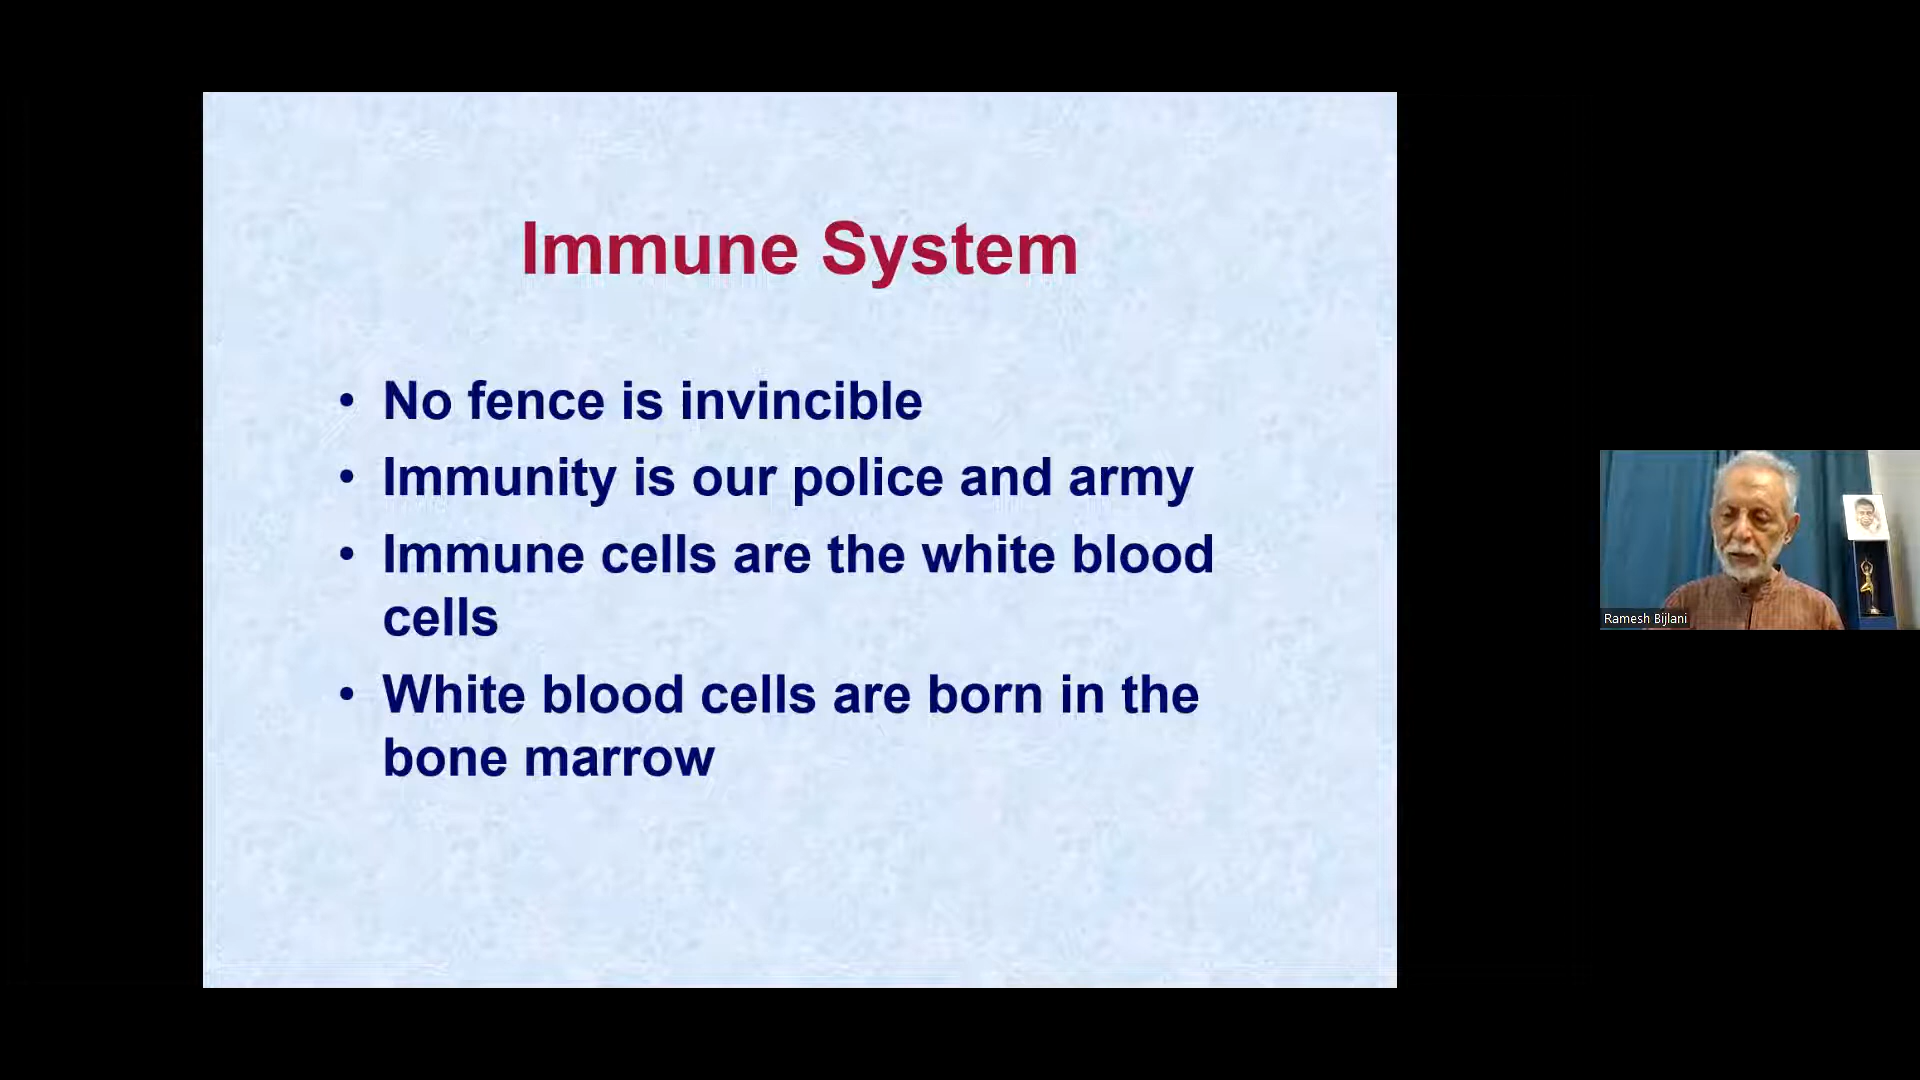 Immune System
• No fence is invincible
• Immunity is our police and army
• Immune cells are the white blood
cells
• White blood cells are born in the
bone marrow
Ramesh Bijlani